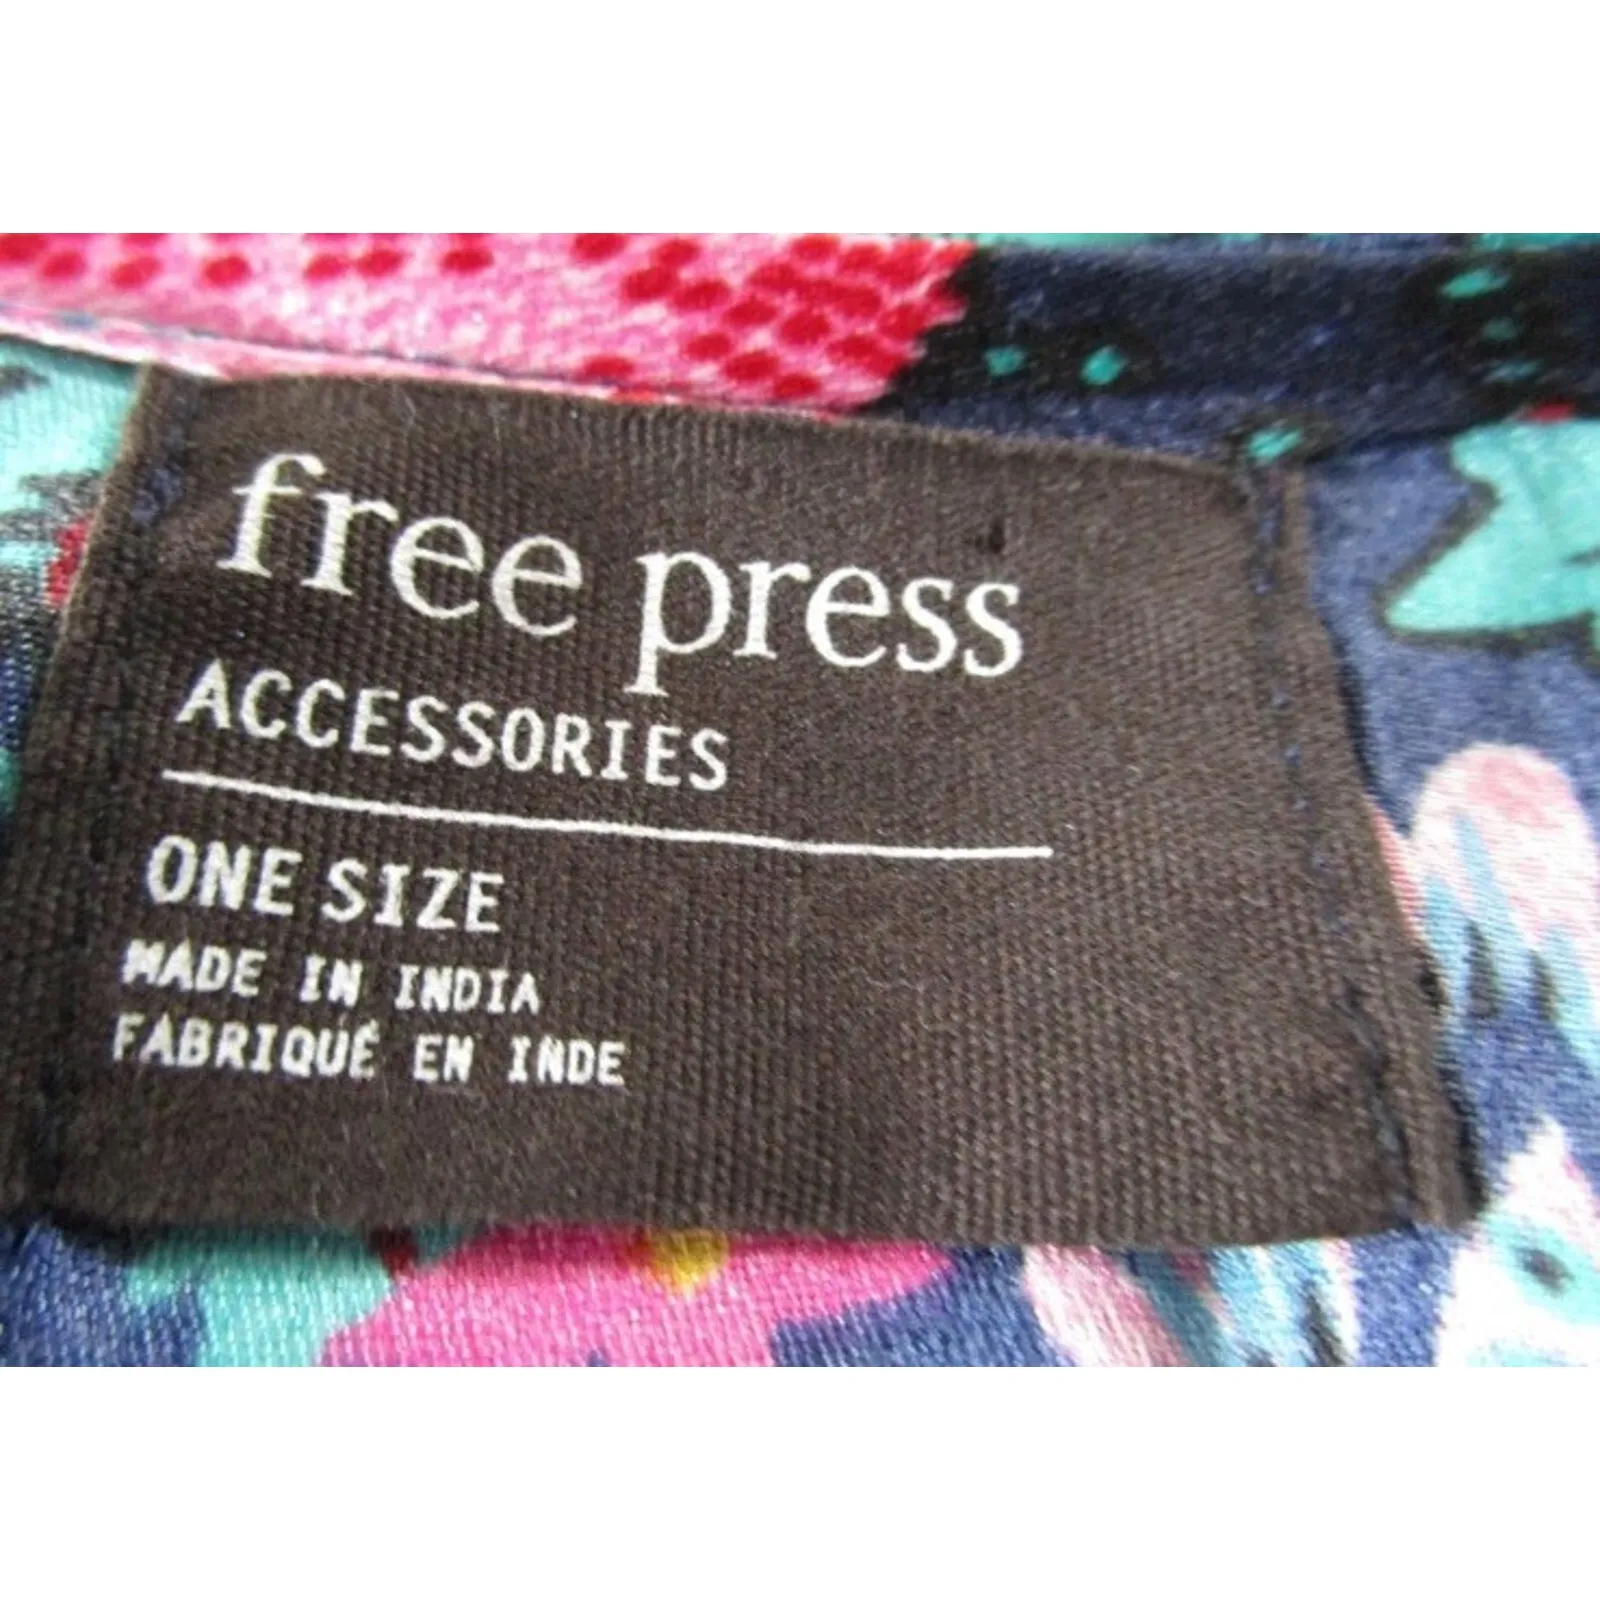 free press
ACCESSORIES
ONE SIZE
MADE IN INDIA
FABRIQUÉ EN INDE